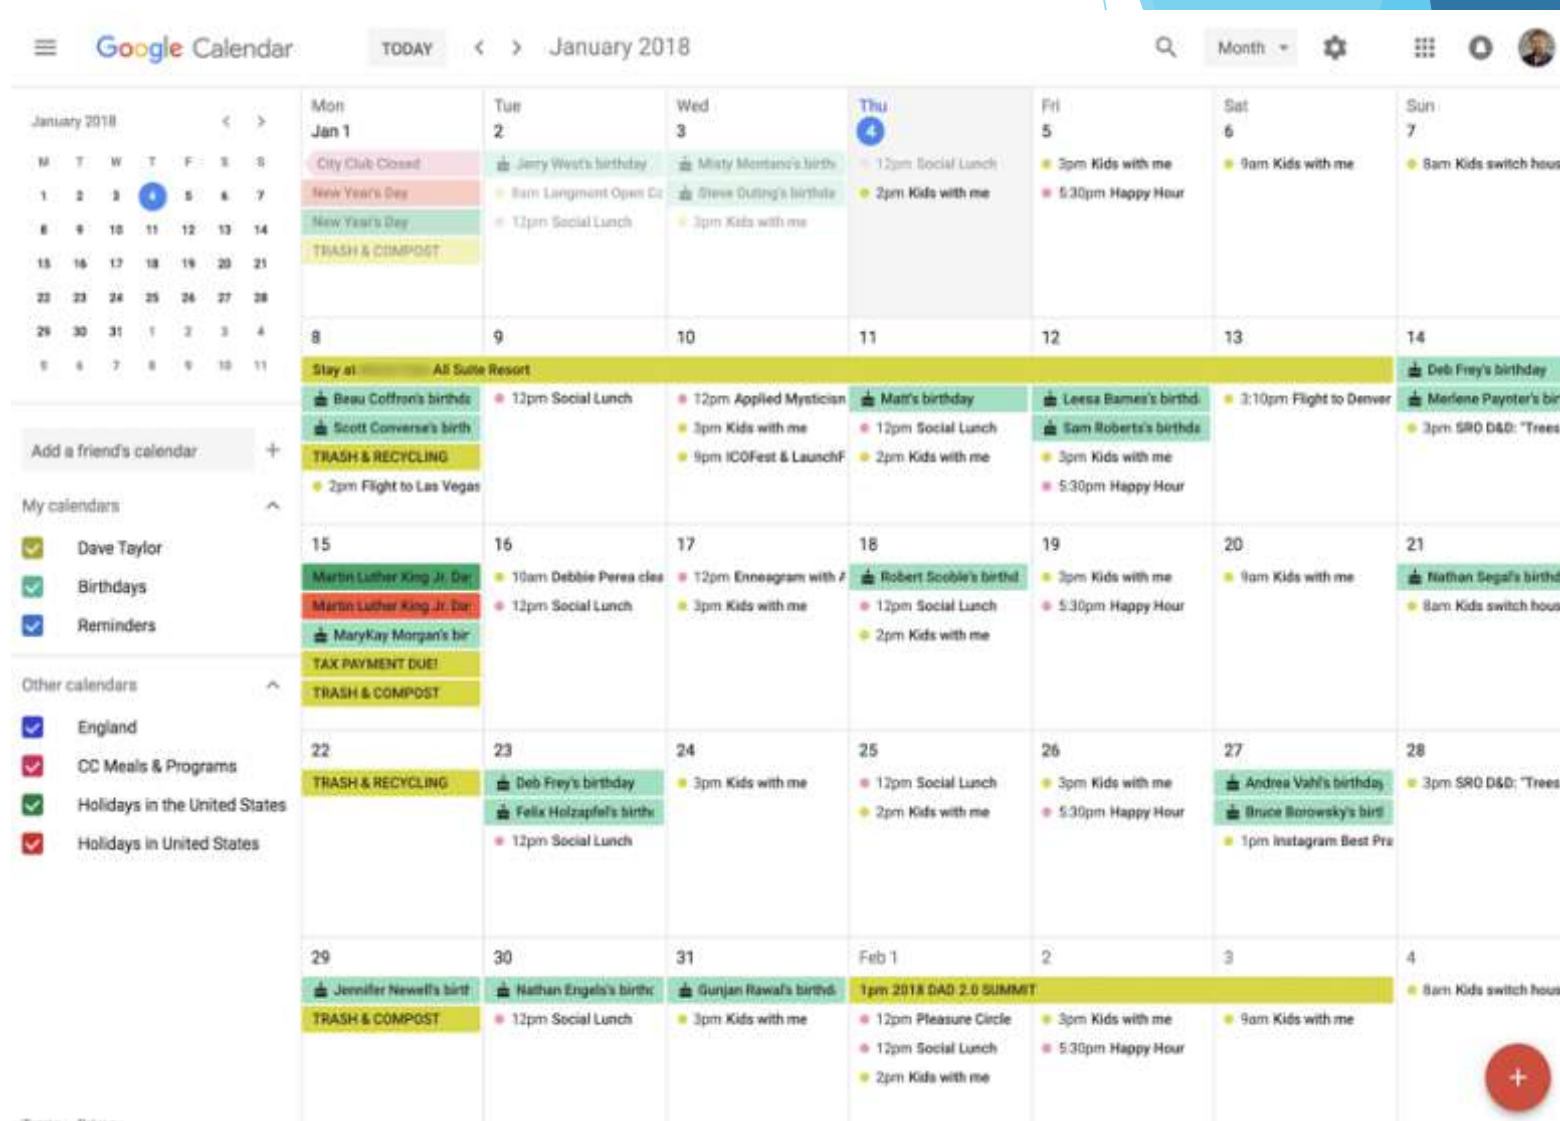 Google Calendar TODAY < > January 2018 Month
January 2018 < >
M T W T F S S
1 2 3 4 5 6 7
8 9 10 11 12 13 14
15 16 17 18 19 20 21
22 23 24 25 26 27 28
29 30 31 1 2 3 4
5 6 7 8 9 10 11
Add a friend's calendar +
My calendars
Dave Taylor
Birthdays
Reminders
Other calendars
England
CC Meals & Programs
Holidays in the United States
Holidays in United States
Mon Tue Wed Thu Fri Sat Sun
Jan 1 2 3 4 5 6 7
City Club Closed
New Year's Day
New Year's Day
TRASH & COMPOST
Jerry West's birthday
8am Longmont Open
12pm Social Lunch
Misty Montano's birth
Steve Outing's birthda
3pm Kids with me
12pm Social Lunch
2pm Kids with me
3pm Kids with me
5:30pm Happy Hour
9am Kids with me
8am Kids switch hous
8 9 10 11 12 13 14
Stay at All Suite Resort
Beau Coffron's birthda
Scott Converse's birth
TRASH & RECYCLING
2pm Flight to Las Vegas
12pm Social Lunch
12pm Applied Mysticism
3pm Kids with me
9pm ICOFest & LaunchF
Matt's birthday
12pm Social Lunch
2pm Kids with me
Leesa Barnes's birthd
Sam Roberts's birthda
3pm Kids with me
5:30pm Happy Hour
3:10pm Flight to Denver
Deb Frey's birthday
Merlene Paynter's bir
3pm SRO D&D: "Trees
15 16 17 18 19 20 21
Martin Luther King Jr. Day
Martin Luther King Jr. Day
MaryKay Morgan's bir
TAX PAYMENT DUE!
TRASH & COMPOST
10am Debbie Perea clea
12pm Social Lunch
12pm Enneagram with
3pm Kids with me
Robert Scoble's birthd
12pm Social Lunch
2pm Kids with me
3pm Kids with me
5:30pm Happy Hour
9am Kids with me
Nathan Segal's birthd
8am Kids switch hous
22 23 24 25 26 27 28
TRASH & RECYCLING
Deb Frey's birthday
Felix Holzapfel's birthd
12pm Social Lunch
3pm Kids with me
12pm Social Lunch
2pm Kids with me
3pm Kids with me
5:30pm Happy Hour
Andrea Vahl's birthday
Bruce Borowsky's birt
1pm Instagram Best Pra
3pm SRO D&D: "Trees
29 30 31 Feb 1 2 3 4
Jennifer Newell's birt
TRASH & COMPOST
Nathan Engels's birthd
12pm Social Lunch
Gunjan Rawal's birthd
3pm Kids with me
1pm 2018 DAD 2.0 SUMMIT
12pm Pleasure Circle
12pm Social Lunch
2pm Kids with me
3pm Kids with me
5:30pm Happy Hour
9am Kids with me
8am Kids switch hous
+